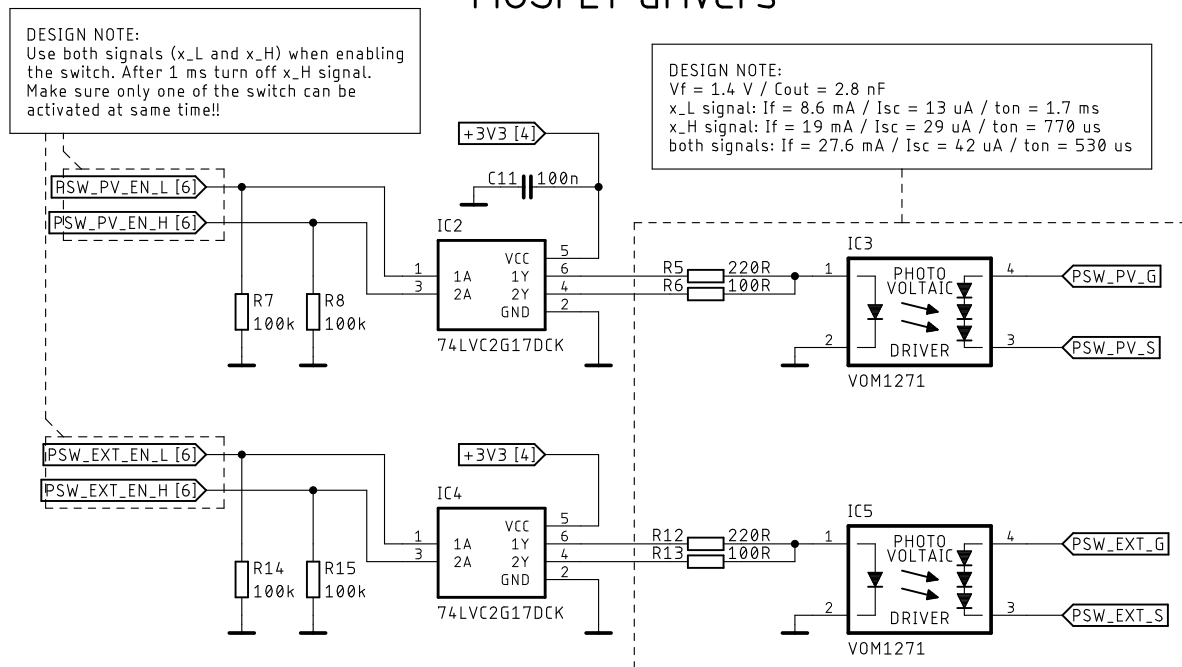 MOSFET drivers
DESIGN NOTE:
Use both signals (x_L and x_H) when enabling
the switch. After 1 ms turn off x_H signal.
Make sure only one of the switch can be
activated at same time!!
DESIGN NOTE:
Vf = 1.4 V / Cout = 2.8 nF
x_L signal: If = 8.6 mA / Isc = 13 uA / ton = 1.7 ms
x_H signal: If = 19 mA / Isc = 29 uA / ton = 770 us
both signals: If = 27.6 mA / Isc = 42 uA / ton = 530 us
+3V3 [4]
C11 100n
PSW_PV_EN_L [6]
PSW_PV_EN_H [6]
R7
100k
R8
100k
IC2
VCC 5
1 1A 1Y 6
3 2A 2Y 4
GND 2
74LVC2G17DCK
R5 220R
R6 100R
IC3
1 PHOTO 4
VOLTAIC
2 DRIVER 3
VOM1271
PSW_PV_G
PSW_PV_S
+3V3 [4]
PSW_EXT_EN_L [6]
PSW_EXT_EN_H [6]
R14
100k
R15
100k
IC4
VCC 5
1 1A 1Y 6
3 2A 2Y 4
GND 2
74LVC2G17DCK
R12 220R
R13 100R
IC5
1 PHOTO 4
VOLTAIC
2 DRIVER 3
VOM1271
PSW_EXT_G
PSW_EXT_S